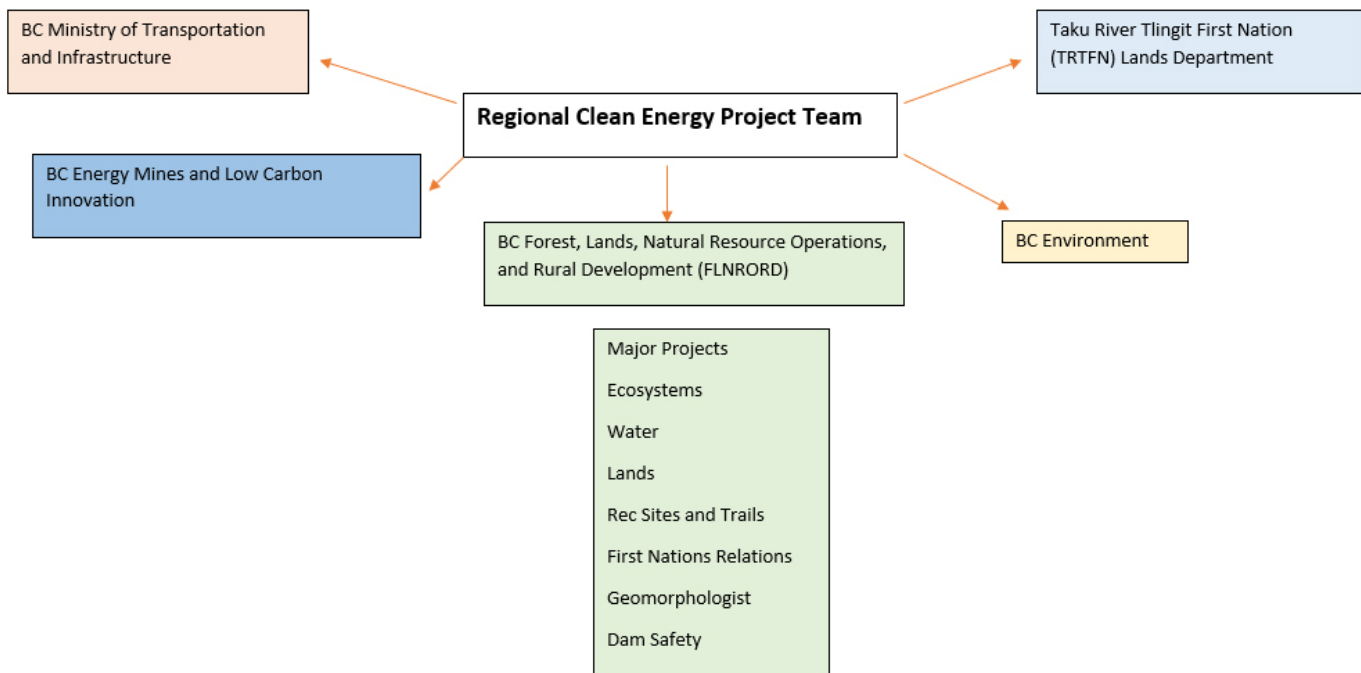 BC Ministry of Transportation
and Infrastructure
Taku River Tlingit First Nation
(TRTFN) Lands Department
Regional Clean Energy Project Team
BC Energy Mines and Low Carbon
Innovation
BC Forest, Lands, Natural Resource Operations,
and Rural Development (FLNRORD)
BC Environment
Major Projects
Ecosystems
Water
Lands
Rec Sites and Trails
First Nations Relations
Geomorphologist
Dam Safety